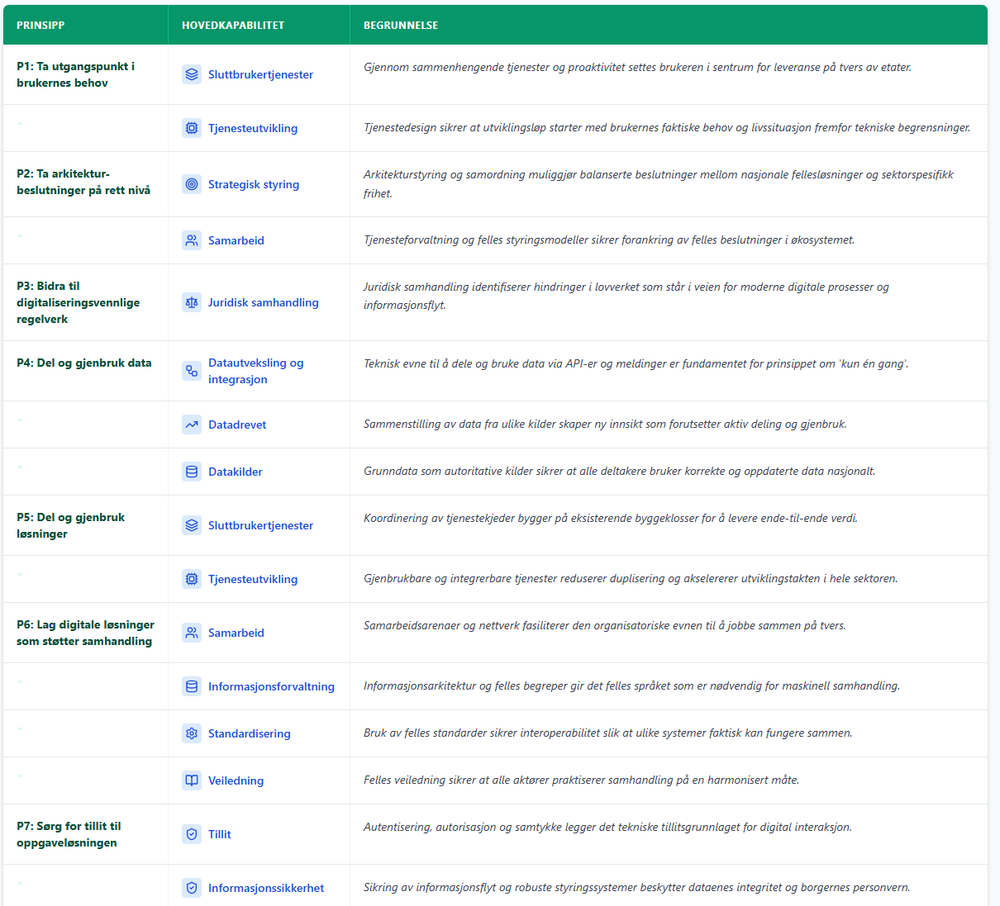 PRINSIPP HOVEDKAPABILITET BEGRUNNELSE
P1: Ta utgangspunkt i
brukernes behov
Sluttbrukertjenester
Gjennom sammenhengende tjenester og proaktivitet settes brukeren i sentrum for leveranse på tvers av etater.
"
Tjenesteutvikling
Tjenestedesign sikrer at utviklingsløp starter med brukernes faktiske behov og livssituasjon fremfor tekniske begrensninger.
P2: Ta arkitektur-
beslutninger på rett nivå
Strategisk styring
Arkitekturstyring og samordning muliggjør balanserte beslutninger mellom nasjonale fellesløsninger og sektorspesifikk
frihet.
"
Samarbeid
Tjenesteforvaltning og felles styringsmodeller sikrer forankring av felles beslutninger i økosystemet.
P3: Bidra til
digitaliseringsvennlige
regelverk
Juridisk samhandling
Juridisk samhandling identifiserer hindringer i lovverket som står i veien for moderne digitale prosesser og
informasjonsflyt.
P4: Del og gjenbruk data
Datautveksling og
integrasjon
Teknisk evne til å dele og bruke data via API-er og meldinger er fundamentet for prinsippet om 'kun én gang'.
"
Datadrevet
Sammenstilling av data fra ulike kilder skaper ny innsikt som forutsetter aktiv deling og gjenbruk.
"
Datakilder
Grunndata som autoritative kilder sikrer at alle deltakere bruker korrekte og oppdaterte data nasjonalt.
P5: Del og gjenbruk
løsninger
Sluttbrukertjenester
Koordinering av tjenestekjeder bygger på eksisterende byggeklosser for å levere ende-til-ende verdi.
"
Tjenesteutvikling
Gjenbrukbare og integrerbare tjenester reduserer duplisering og akselererer utviklingstakten i hele sektoren.
P6: Lag digitale løsninger
som støtter samhandling
Samarbeid
Samarbeidsarenaer og nettverk fasiliterer den organisatoriske evnen til å jobbe sammen på tvers.
"
Informasjonsforvaltning
Informasjonsarkitektur og felles begreper gir det felles språket som er nødvendig for maskinell samhandling.
"
Standardisering
Bruk av felles standarder sikrer interoperabilitet slik at ulike systemer faktisk kan fungere sammen.
"
Veiledning
Felles veiledning sikrer at alle aktører praktiserer samhandling på en harmonisert måte.
P7: Sørg for tillit til
oppgaveløsningen
Tillit
Autentisering, autorisasjon og samtykke legger det tekniske tillitsgrunnlaget for digital interaksjon.
"
Informasjonssikkerhet
Sikring av informasjonsflyt og robuste styringssystemer beskytter dataenes integritet og borgernes personvern.